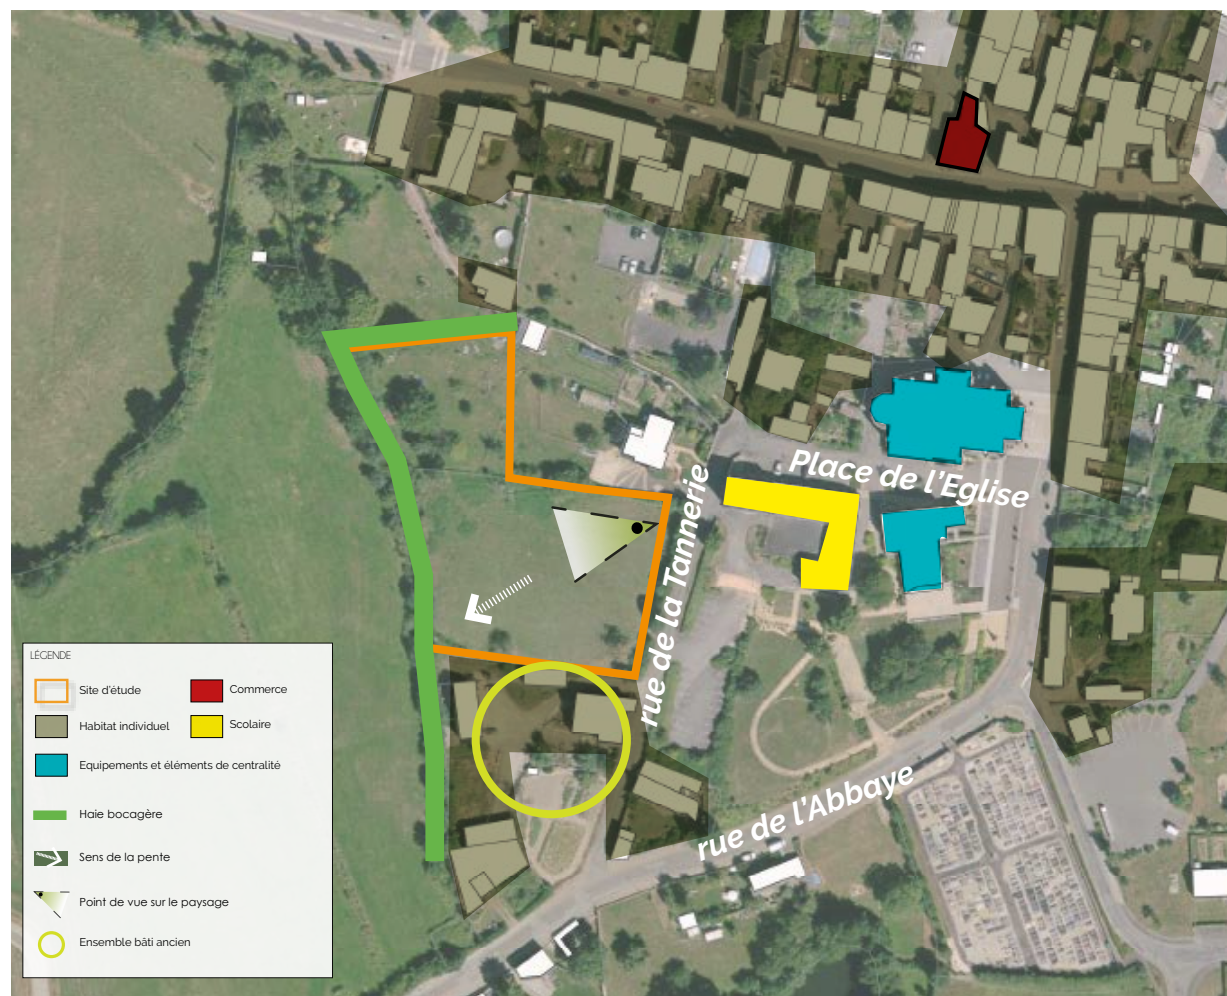 Place de l'Eglise
rue de la Tannerie
rue de l'Abbaye
LÉGENDE
Site d'étude
Commerce
Habitat individuel
Scolaire
Equipements et éléments de centralité
Haie bocagère
Sens de la pente
Point de vue sur le paysage
Ensemble bâti ancien